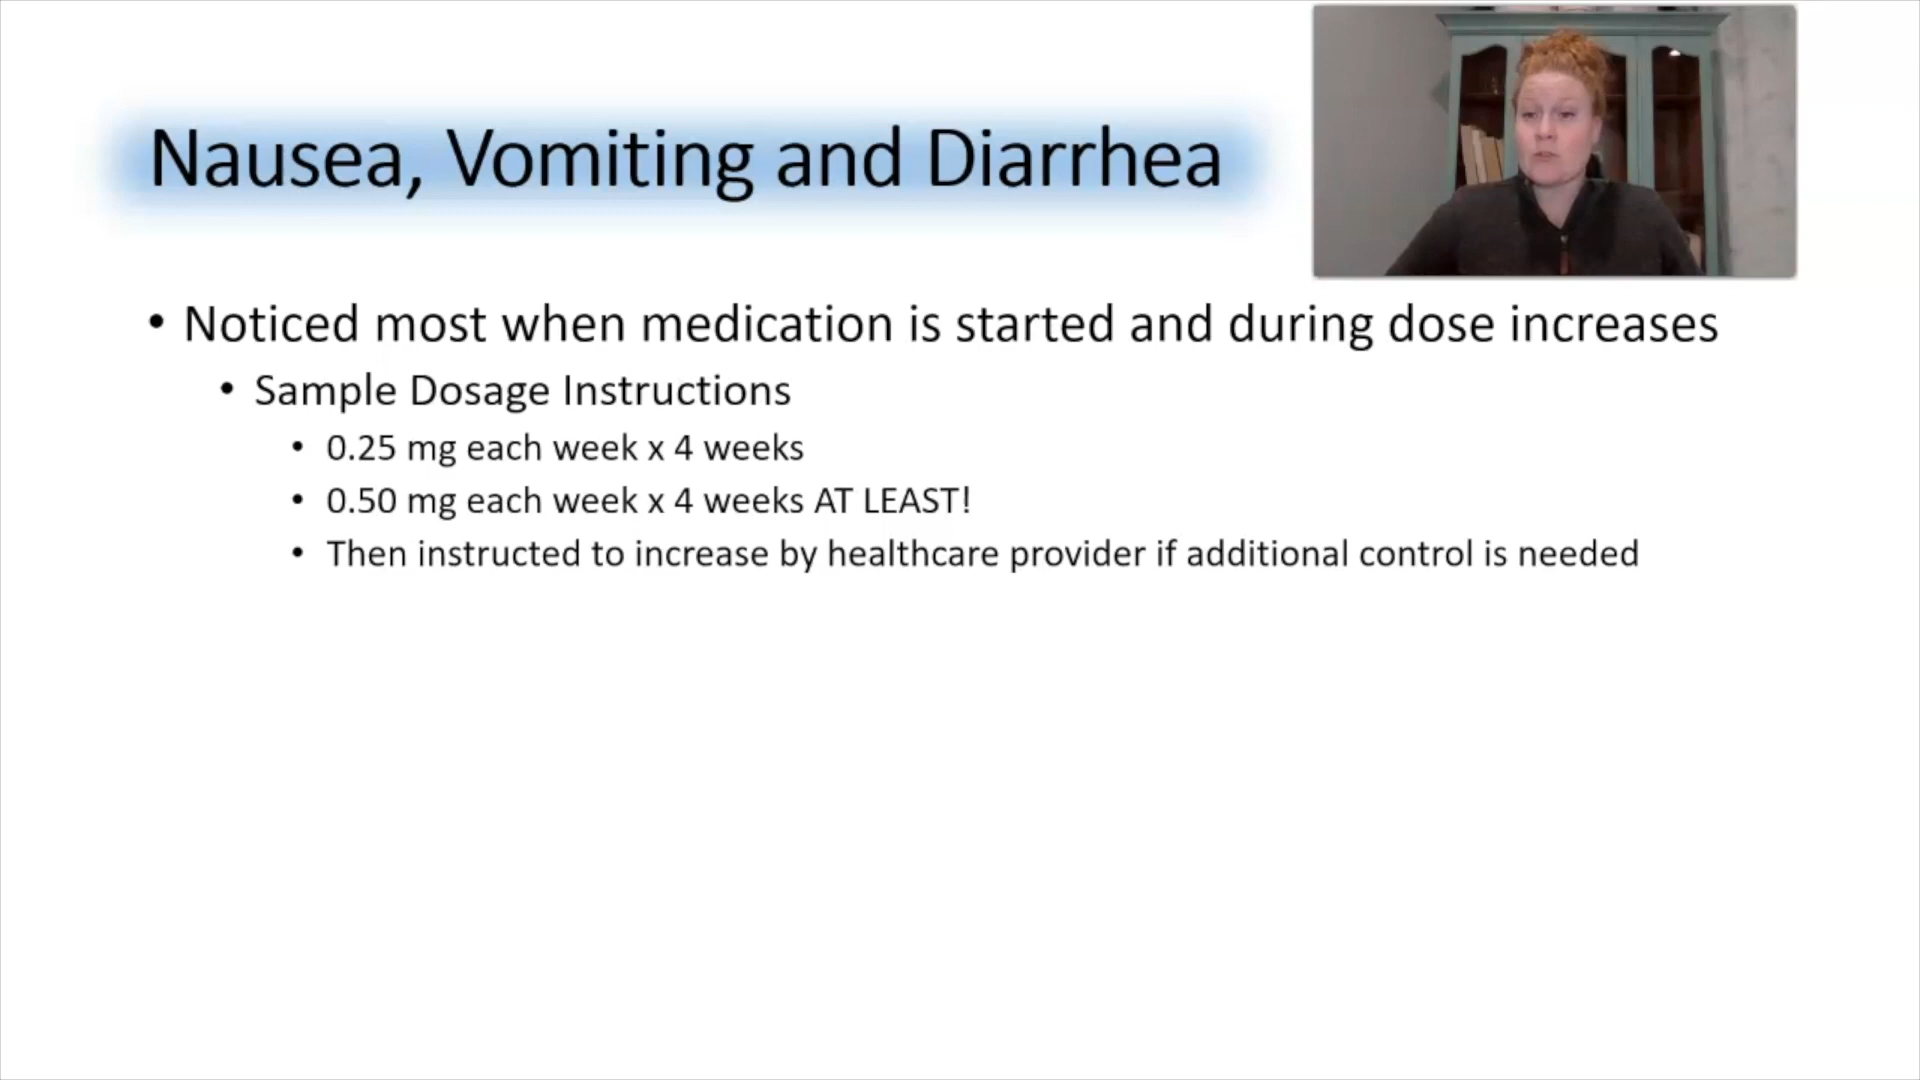 Nausea, Vomiting and Diarrhea
• Noticed most when medication is started and during dose increases
• Sample Dosage Instructions
• 0.25 mg each week x 4 weeks
• 0.50 mg each week x 4 weeks AT LEAST!
• Then instructed to increase by healthcare provider if additional control is needed